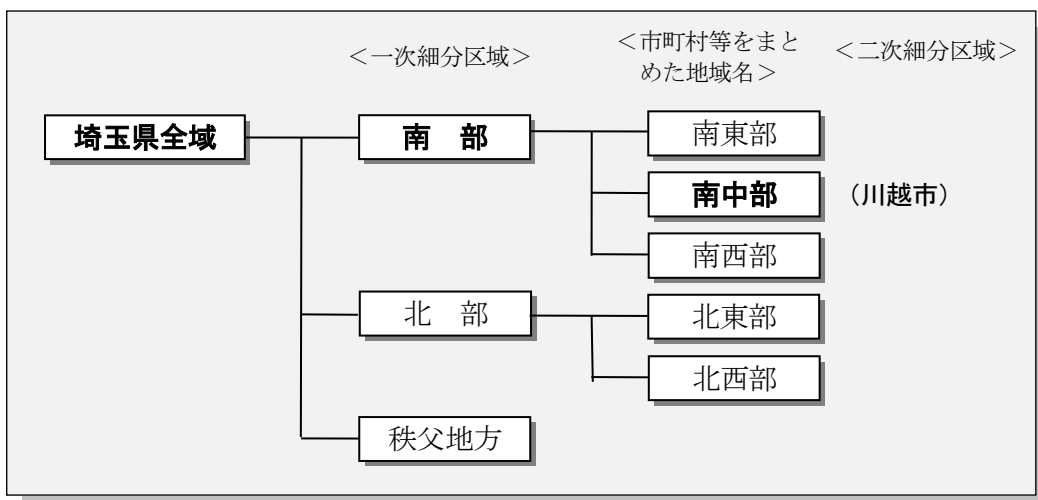 ＜一次細分区域＞
＜市町村等をまと
めた地域名＞
＜二次細分区域＞
埼玉県全域
南　部
南東部
南中部
（川越市）
南西部
北　部
北東部
北西部
秩父地方